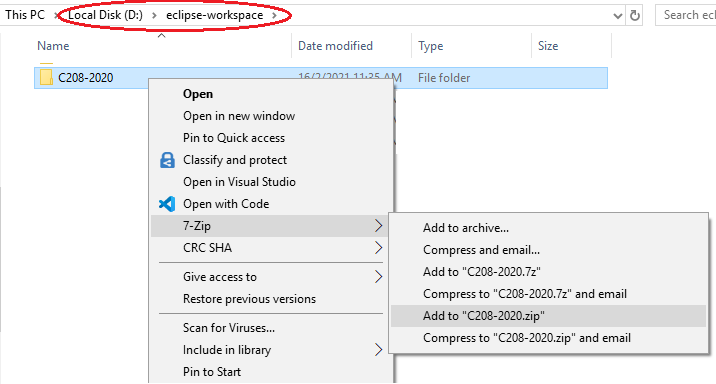 This PC > Local Disk (D:) > eclipse-workspace >
Search ecl
Name Date modified Type Size
C208-2020 16/2/2021 11:35 AM File folder
Open
Open in new window
Pin to Quick access
Classify and protect
Open in Visual Studio
Open with Code
7-Zip
CRC SHA
Give access to
Restore previous versions
Scan for Viruses...
Include in library
Pin to Start
Add to archive...
Compress and email...
Add to "C208-2020.7z"
Compress to "C208-2020.7z" and email
Add to "C208-2020.zip"
Compress to "C208-2020.zip" and email